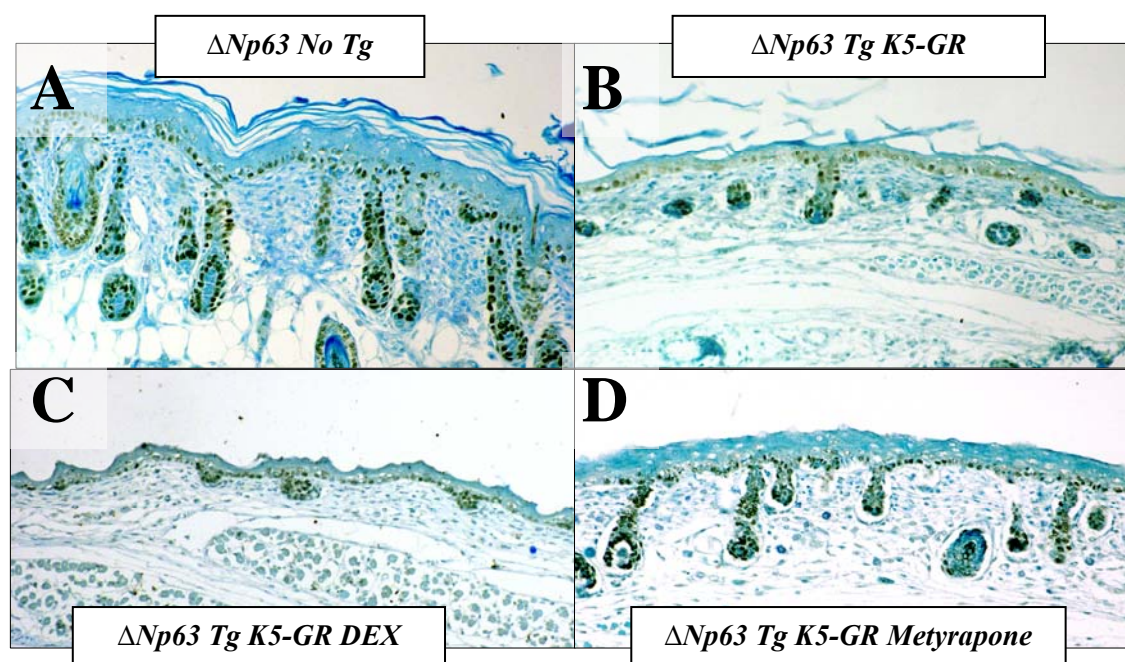 ΔNp63 No Tg
ΔNp63 Tg K5-GR
A
B
C
D
ΔNp63 Tg K5-GR DEX
ΔNp63 Tg K5-GR Metyrapone